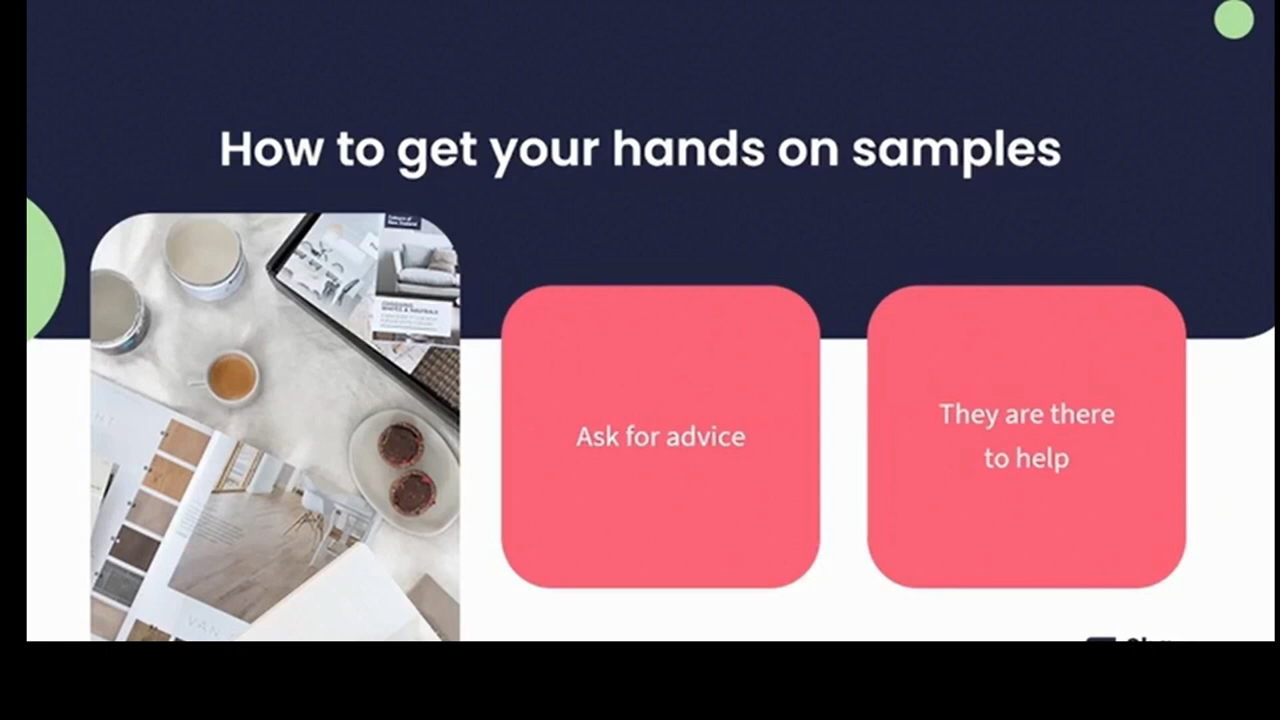 How to get your hands on samples
Ask for advice
They are there
to help